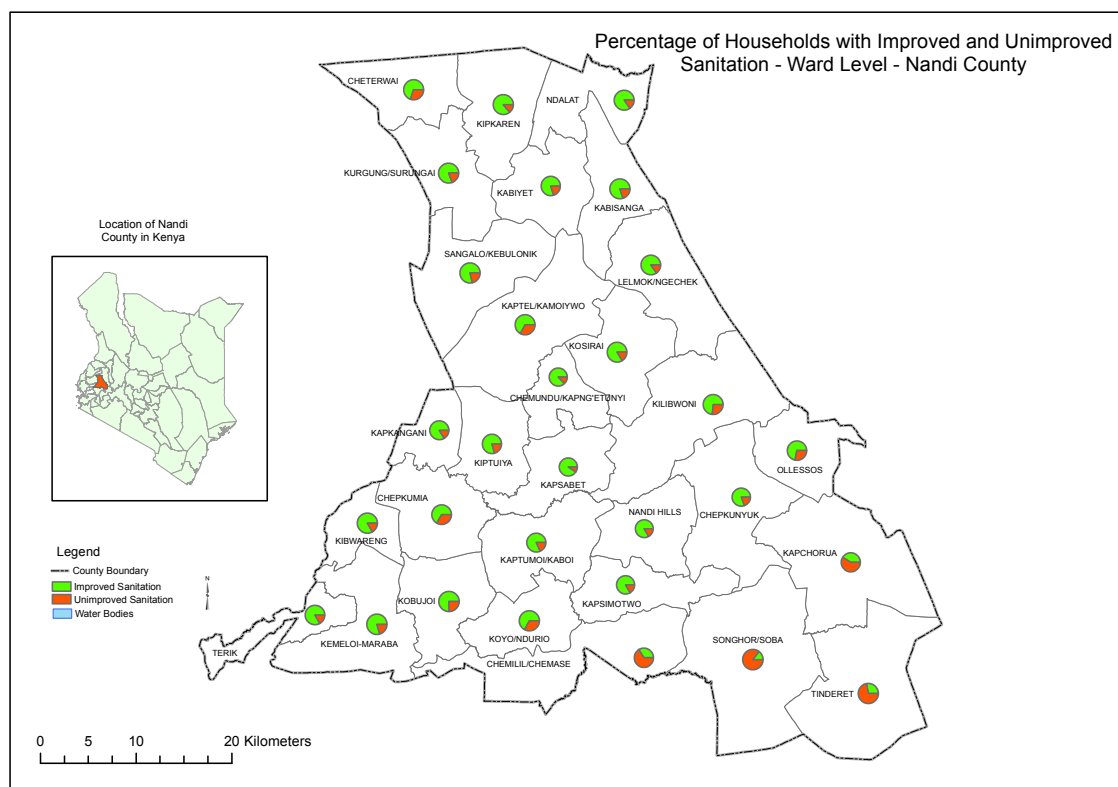 Percentage of Households with Improved and Unimproved
Sanitation - Ward Level - Nandi County
CHETERWAI
NDALAT
KIPKAREN
KURGUNG/SURUNGAI
KABIYET
KABISANGA
Location of Nandi
County in Kenya
SANGALO/KEBULONIK
LELMOK/NGECHEK
KAPTEL/KAMOIYWO
KOSIRAI
CHEMUNDU/KAPNG'ETUNYI
KILIBWONI
KAPKANGANI
KIPTUIYA
OLLESSOS
KAPSABET
CHEPKUMIA
NANDI HILLS
CHEPKUNYUK
KIBWARENG
KAPTUMOI/KABOI
KAPCHORUA
Legend
County Boundary
Improved Sanitation
Unimproved Sanitation
Water Bodies
N
KOBUJOI
KAPSIMOTWO
KEMELOI-MARABA
KOYO/NDURIO
SONGHOR/SOBA
TERIK
CHEMILIL/CHEMASE
TINDERET
0 5 10 20 Kilometers